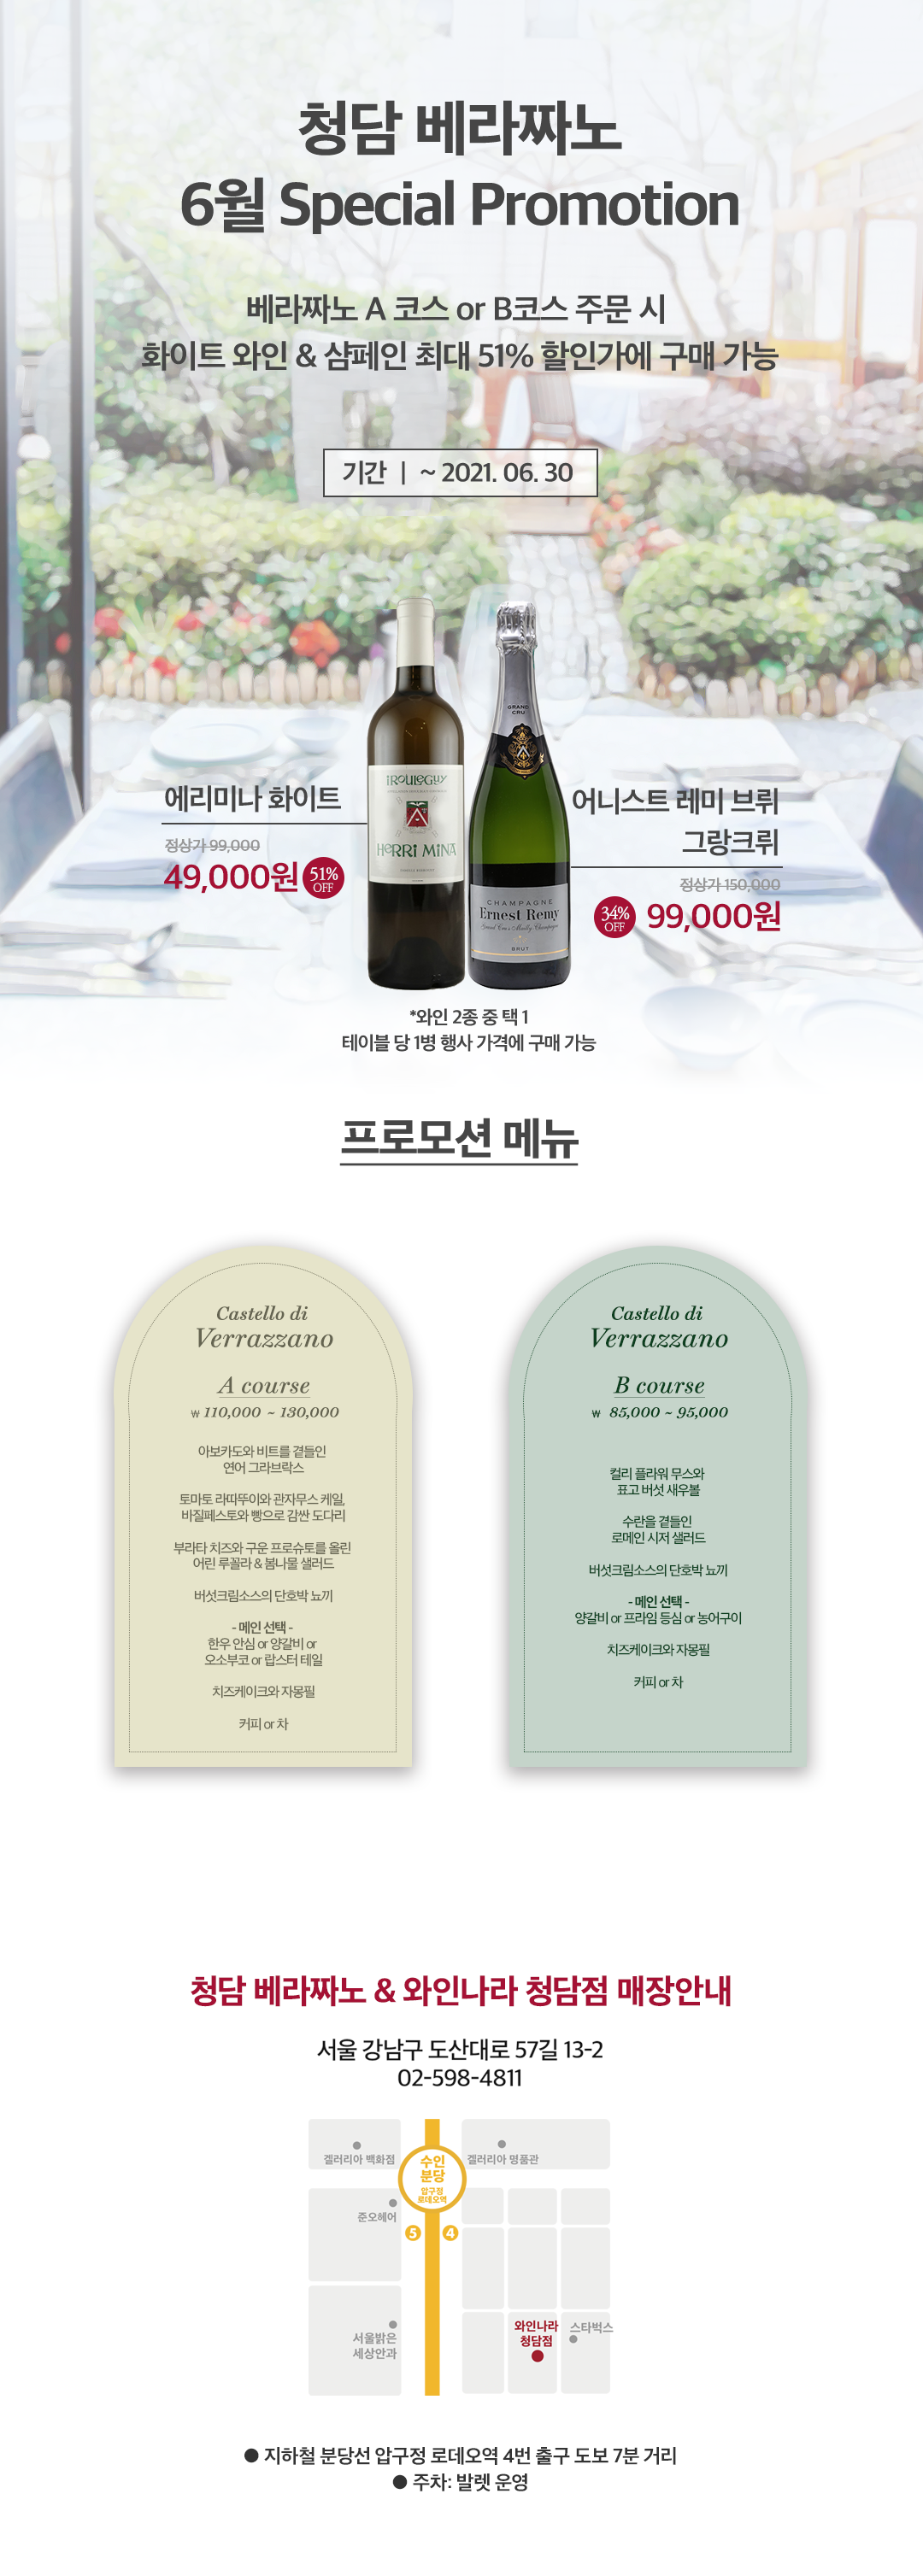 청담 베라짜노
6월 Special Promotion
베라짜노 A 코스 or B코스 주문 시
화이트 와인 & 샴페인 최대 51% 할인가에 구매 가능
기간 | ~ 2021. 06. 30
에리미나 화이트
정상가 99,000
49,000원
51%
OFF
IROULEGUY
HERRI MINA
GRAND
CRU
CHAMPAGNE
Ernest Remy
BRUT
어니스트 레미 브뤼
그랑크뤼
정상가 150,000
34%
OFF
99,000원
*와인 2종 중 택 1
테이블 당 1병 행사 가격에 구매 가능
프로모션 메뉴
Castello di
Verrazzano
A course
₩ 110,000 ~ 130,000
아보카도와 비트를 곁들인
연어 그라브락스
토마토 라따뚜이와 관자무스 케일,
비질페스토와 빵으로 감싼 도다리
부라타 치즈와 구운 프로슈토를 올린
어린 루꼴라 & 봄나물 샐러드
버섯크림소스의 단호박 뇨끼
- 메인 선택 -
한우 안심 or 양갈비 or
오소부코 or 랍스터 테일
치즈케이크와 자몽필
커피 or 차
Castello di
Verrazzano
B course
₩ 85,000 ~ 95,000
컬리 플라워 무스와
표고 버섯 새우볼
수란을 곁들인
로메인 시저 샐러드
버섯크림소스의 단호박 뇨끼
- 메인 선택 -
양갈비 or 프라임 등심 or 농어구이
치즈케이크와 자몽필
커피 or 차
청담 베라짜노 & 와인나라 청담점 매장안내
서울 강남구 도산대로 57길 13-2
02-598-4811
겔러리아 백화점
수인
분당
압구정
로데오역
겔러리아 명품관
준오헤어
5
4
서울밝은
세상안과
와인나라
청담점
스타벅스
● 지하철 분당선 압구정 로데오역 4번 출구 도보 7분 거리
● 주차: 발렛 운영